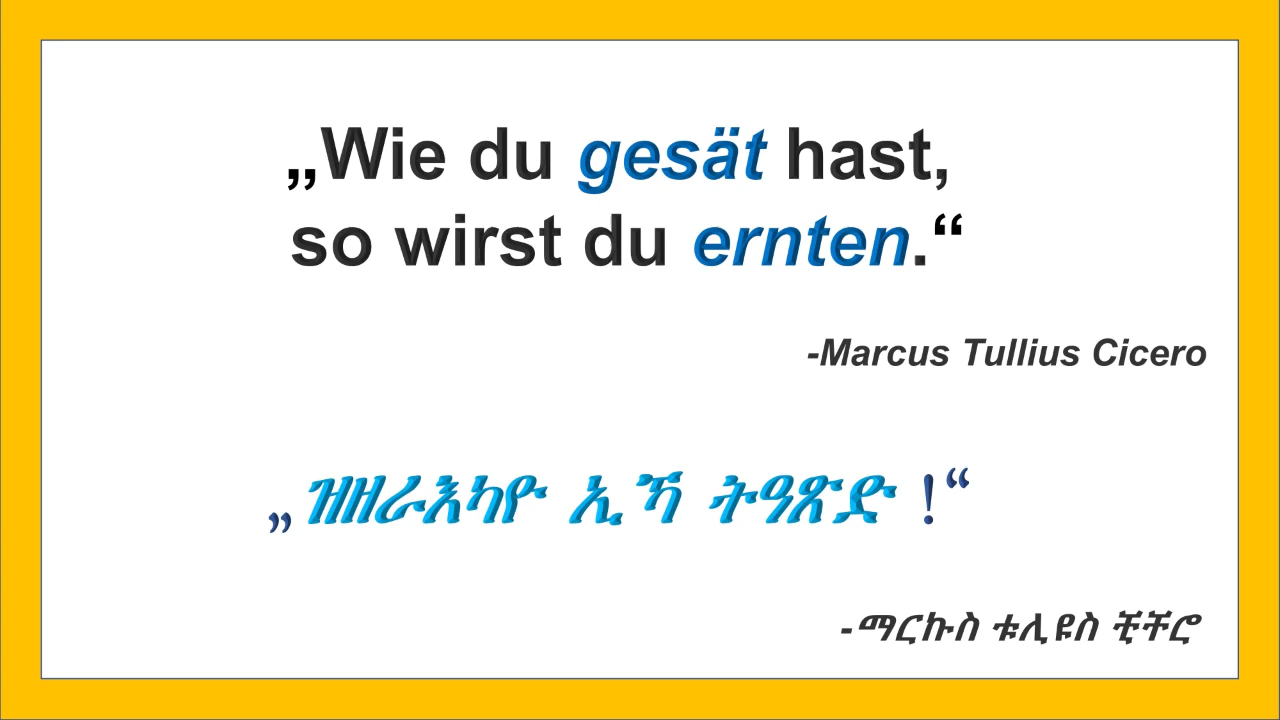 „Wie du gesät hast,
so wirst du ernten.“
-Marcus Tullius Cicero
„ዝዘራእካዮ ኢኻ ትዓጽድ !“
-ማርኩስ ቱሊዩስ ቺቸሮ